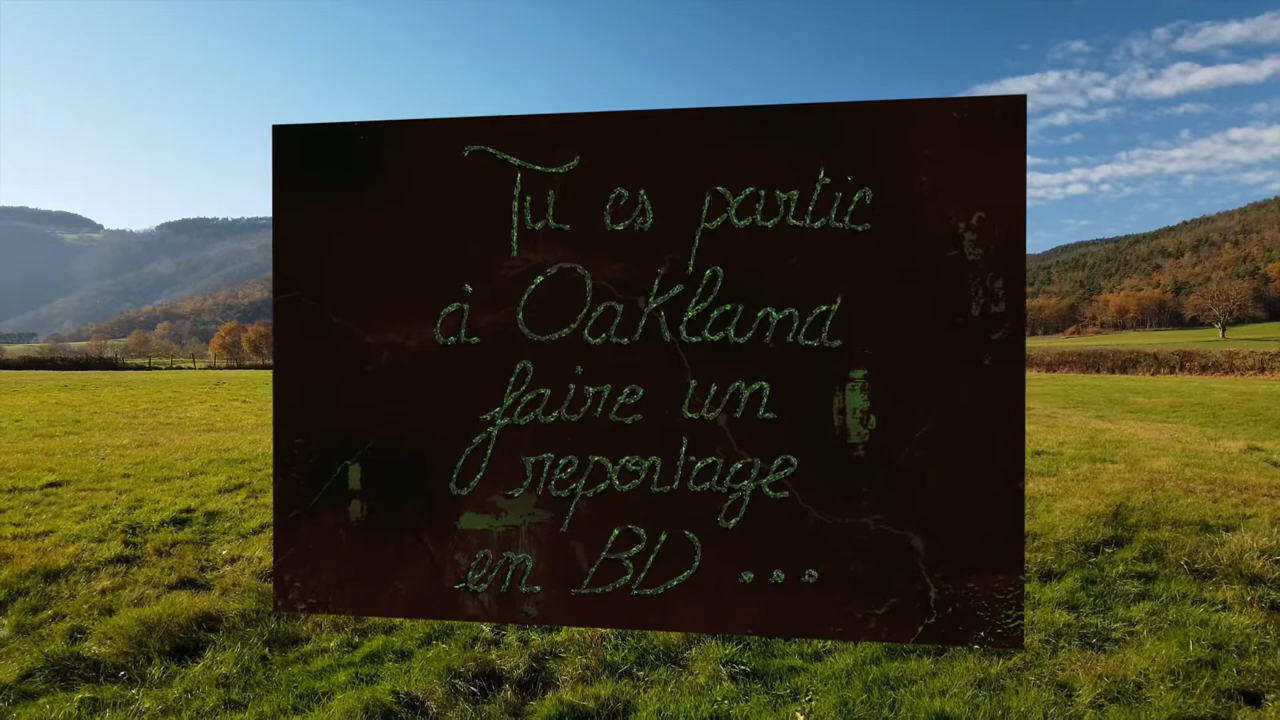 Tu es partie
à Oakland
faire un
reportage
en BD ...